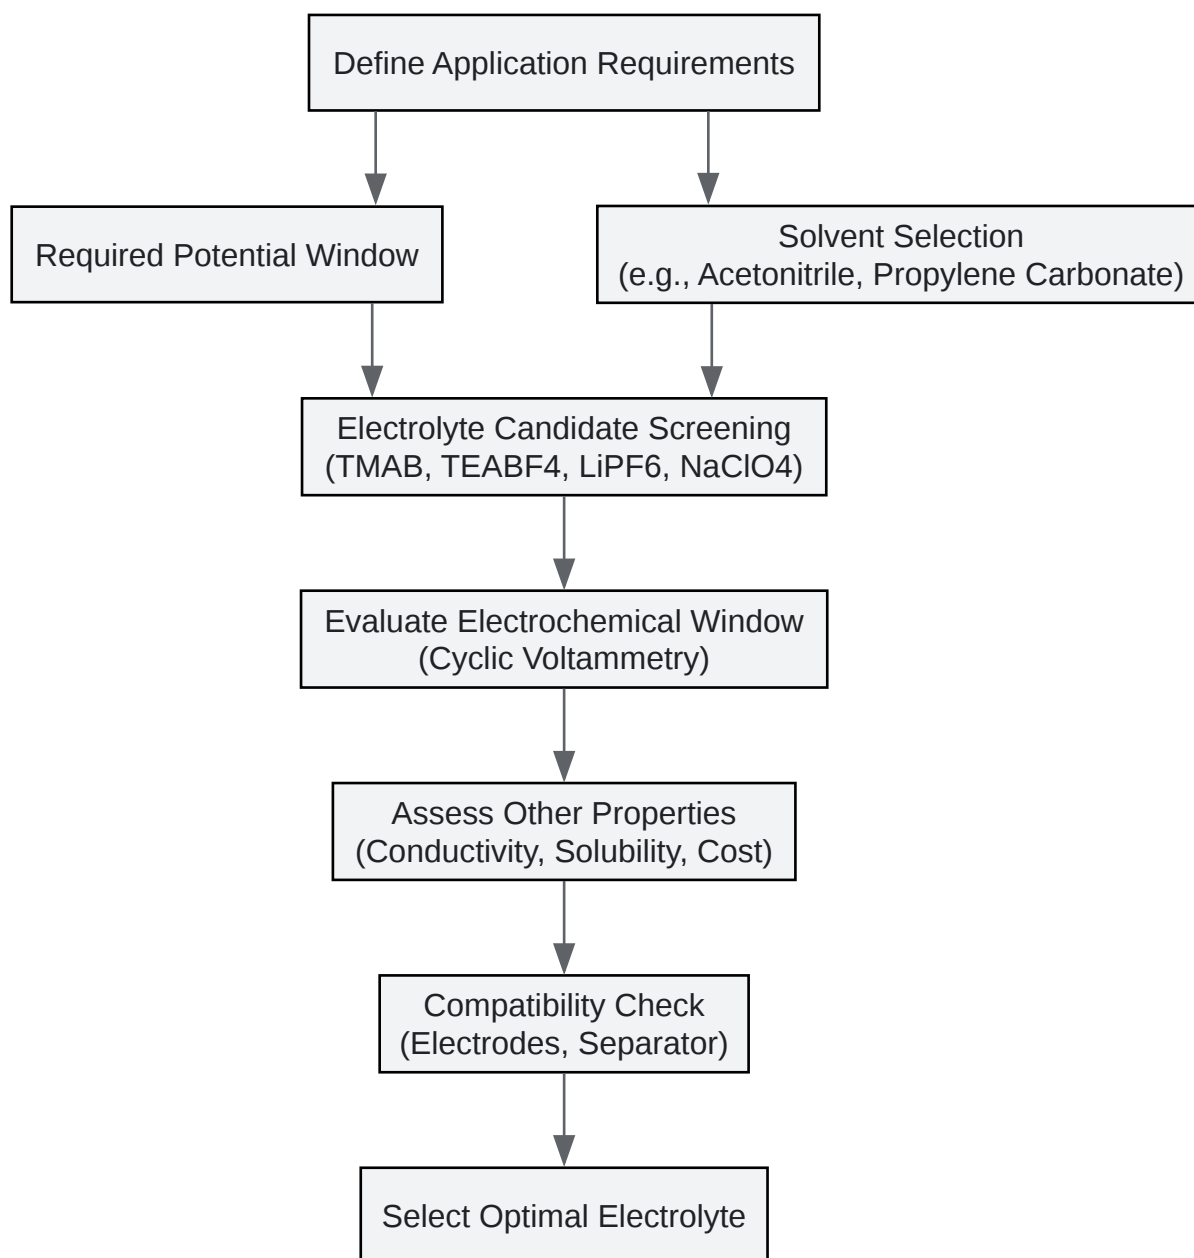 Define Application Requirements
Required Potential Window
Solvent Selection
(e.g., Acetonitrile, Propylene Carbonate)
Electrolyte Candidate Screening
(TMAB, TEABF4, LiPF6, NaClO4)
Evaluate Electrochemical Window
(Cyclic Voltammetry)
Assess Other Properties
(Conductivity, Solubility, Cost)
Compatibility Check
(Electrodes, Separator)
Select Optimal Electrolyte